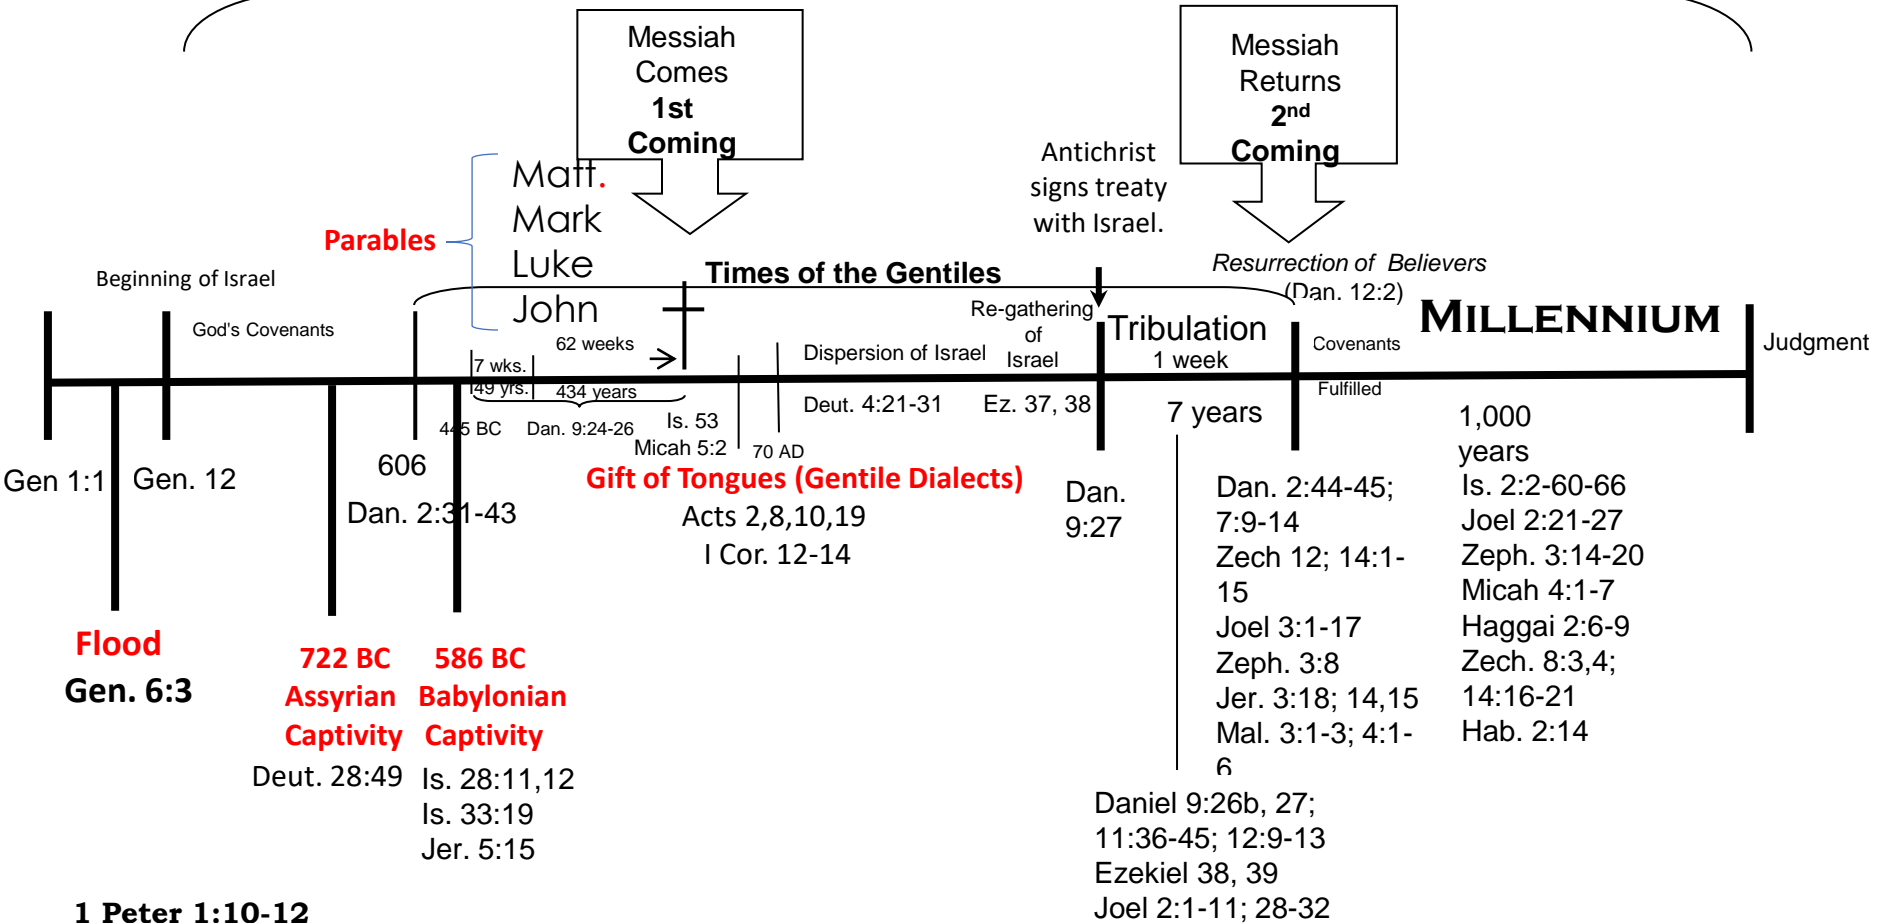 Messiah
Comes
1st
Coming
Messiah
Returns
2nd
Coming
Antichrist
signs treaty
with Israel.
Matt.
Mark
Luke
John
Parables
Beginning of Israel
God's Covenants
Times of the Gentiles
Resurrection of Believers
(Dan. 12:2)
MILLENNIUM
Judgment
62 weeks
7 wks.
49 yrs.
434 years
445 BC
Dan. 9:24-26
Is. 53
Micah 5:2
70 AD
Dispersion of Israel
Deut. 4:21-31
Re-gathering
of
Israel
Ez. 37, 38
Tribulation
1 week
7 years
Covenants
Fulfilled
1,000
years
Is. 2:2-60-66
Joel 2:21-27
Zeph. 3:14-20
Micah 4:1-7
Haggai 2:6-9
Zech. 8:3,4;
14:16-21
Hab. 2:14
Gen 1:1
Gen. 12
606
Dan. 2:31-43
Gift of Tongues (Gentile Dialects)
Acts 2,8,10,19
I Cor. 12-14
Dan.
9:27
Dan. 2:44-45;
7:9-14
Zech 12; 14:1-
15
Joel 3:1-17
Zeph. 3:8
Jer. 3:18; 14,15
Mal. 3:1-3; 4:1-
6
Flood
Gen. 6:3
722 BC
Assyrian
Captivity
Deut. 28:49
586 BC
Babylonian
Captivity
Is. 28:11,12
Is. 33:19
Jer. 5:15
Daniel 9:26b, 27;
11:36-45; 12:9-13
Ezekiel 38, 39
Joel 2:1-11; 28-32
1 Peter 1:10-12